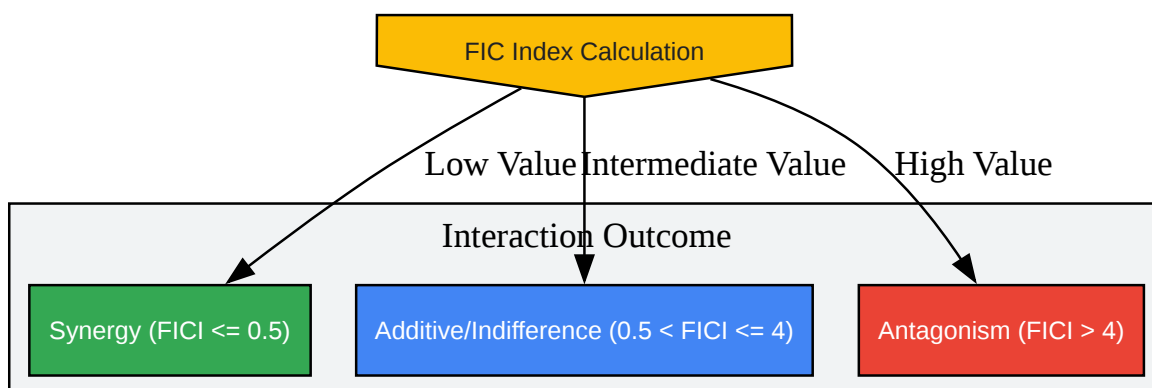 FIC Index Calculation
Low Value
Intermediate Value
High Value
Interaction Outcome
Synergy (FICI <= 0.5)
Additive/Indifference (0.5 < FICI <= 4)
Antagonism (FICI > 4)